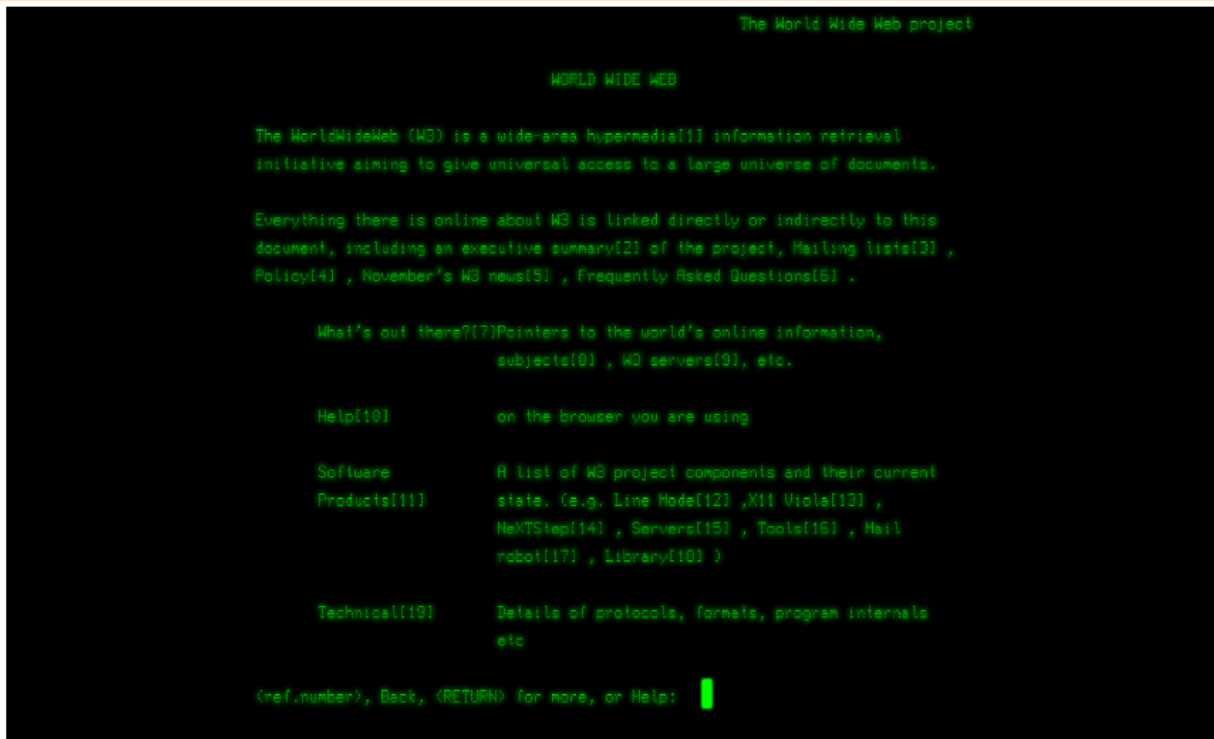 The World Wide Web project
WORLD WIDE WEB
The WorldWideWeb (W3) is a wide-area hypermedia[1] information retrieval
initiative aiming to give universal access to a large universe of documents.
Everything there is online about W3 is linked directly or indirectly to this
document, including an executive summary[2] of the project, Mailing lists[3] ,
Policy[4] , November's W3 news[5] , Frequently Asked Questions[6] .
What's out there?[7]Pointers to the world's online information,
subjects[8] , W3 servers[9], etc.
Help[10] on the browser you are using
Software A list of W3 project components and their current
Products[11] state. (e.g. Line Mode[12] ,X11 Viola[13] ,
NeXTStep[14] , Servers[15] , Tools[16] , Mail
robot[17] , Library[18] )
Technical[19] Details of protocols, formats, program internals
etc
<ref.number>, Back, <RETURN> for more, or Help: